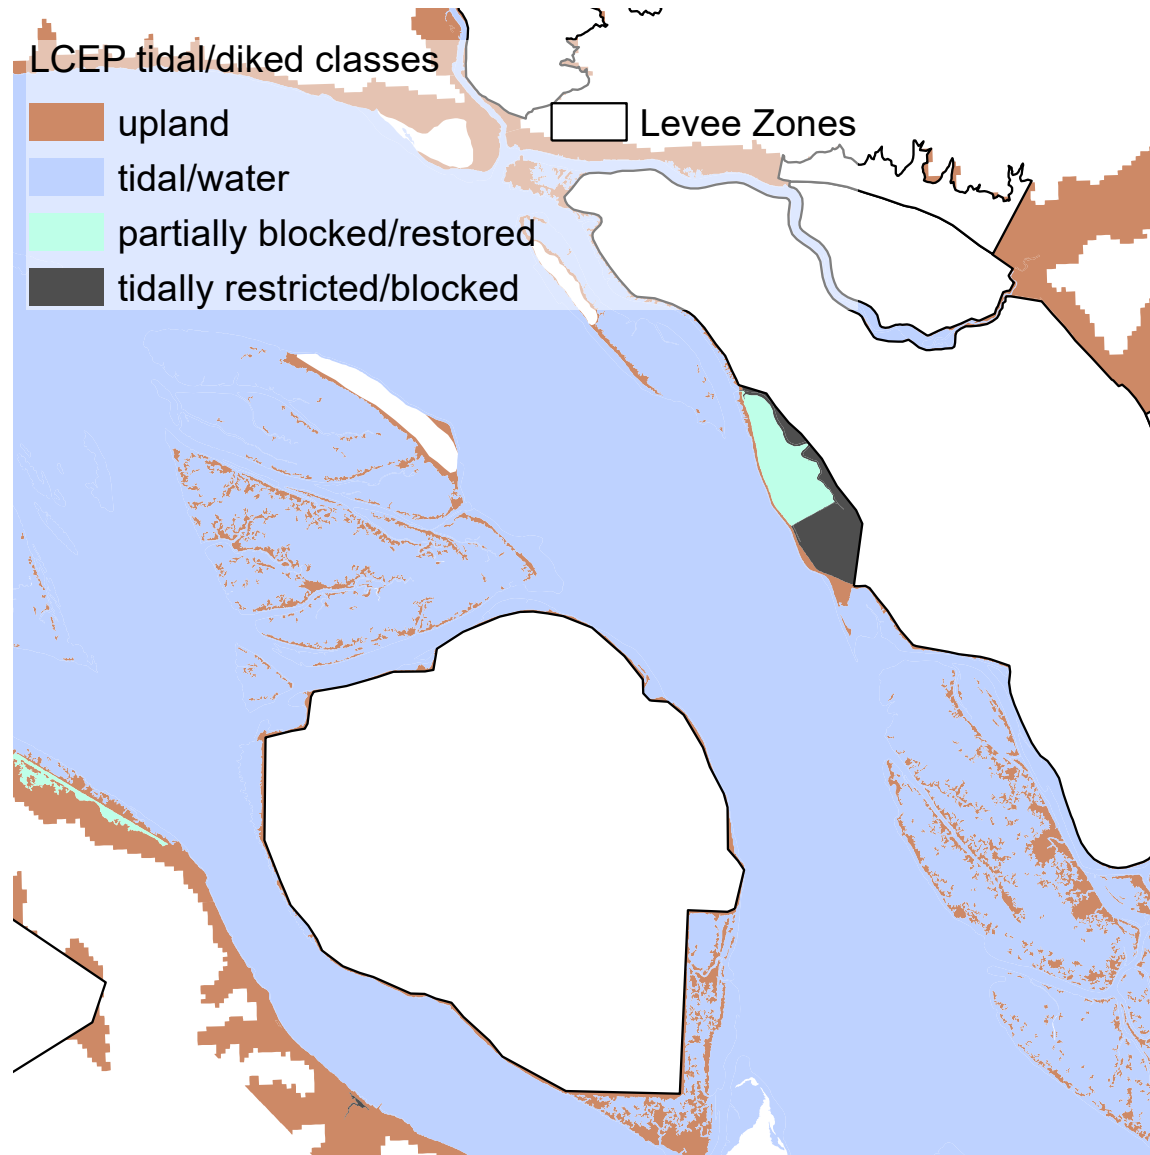 LCEP tidal/diked classes
upland
Levee Zones
tidal/water
partially blocked/restored
tidally restricted/blocked